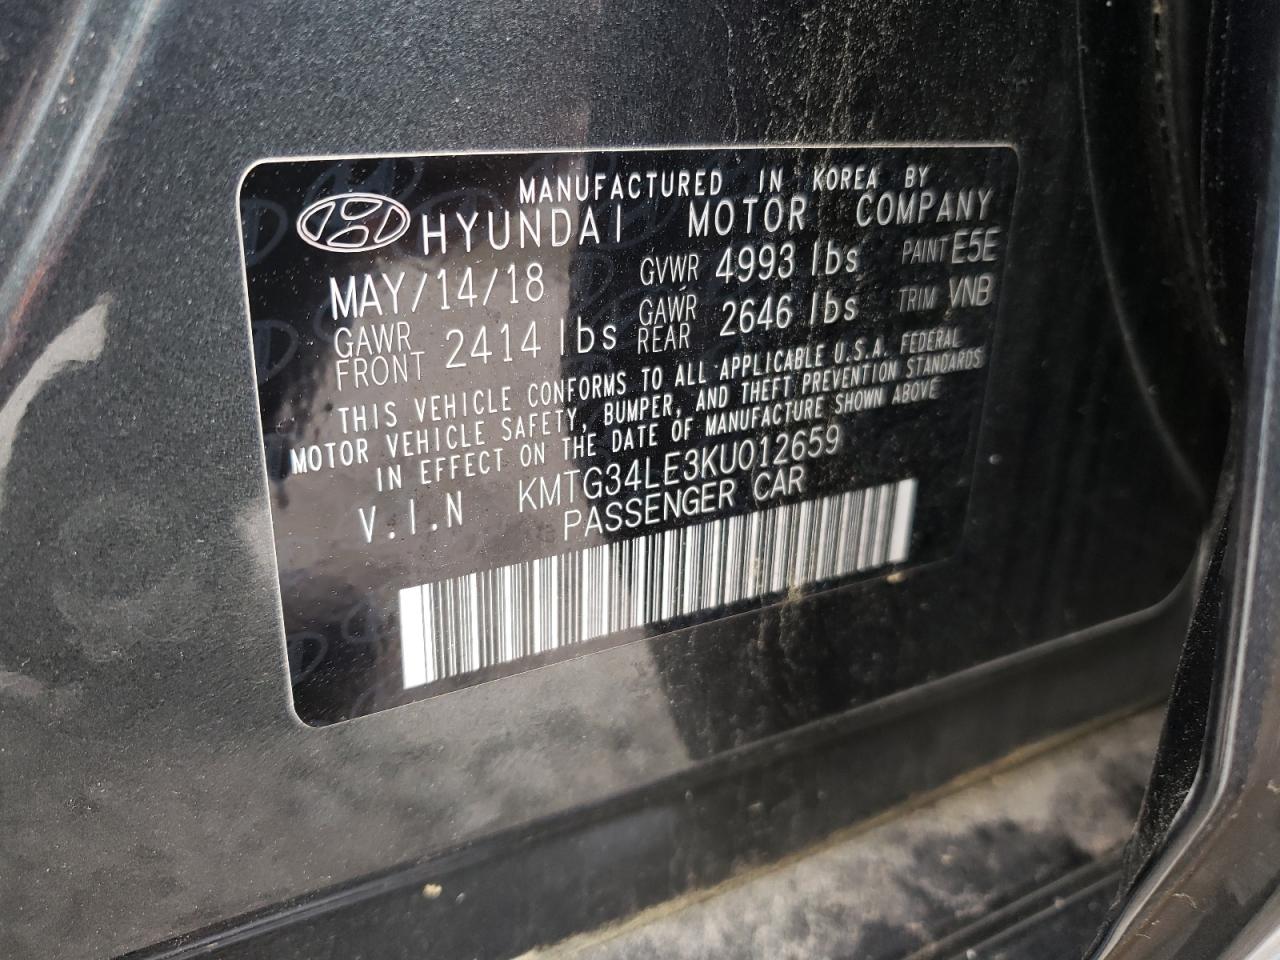 MANUFACTURED IN KOREA BY
HYUNDAI MOTOR COMPANY
MAY/14/18 GVWR 4993 lbs PAINT E5E
GAWR FRONT 2414 lbs GAWR REAR 2646 lbs TRIM VNB
THIS VEHICLE CONFORMS TO ALL APPLICABLE U.S.A. FEDERAL
MOTOR VEHICLE SAFETY, BUMPER, AND THEFT PREVENTION STANDARDS
IN EFFECT ON THE DATE OF MANUFACTURE SHOWN ABOVE
V.I.N KMTG34LE3KU012659
PASSENGER CAR